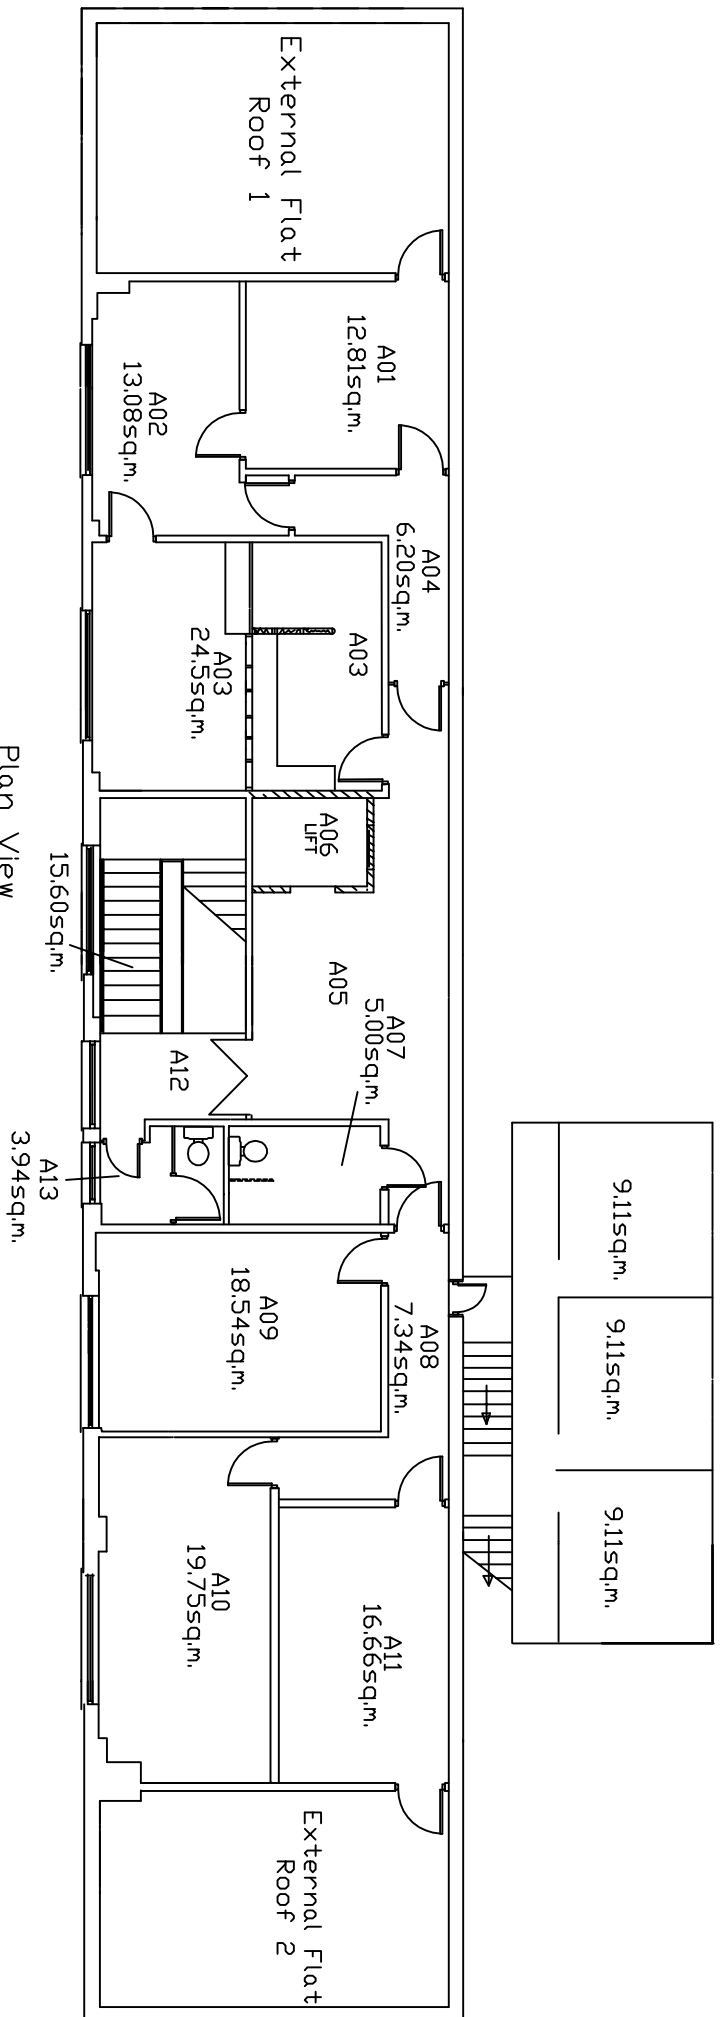 External Flat
Roof 1
A01
12.81sq.m.
A02
13.08sq.m.
A04
6.20sq.m.
A03
A03
24.5sq.m.
A06
LIFT
Plan View
15.60sq.m.
A05
A07
5.00sq.m.
A12
A13
3.94sq.m.
9.11sq.m.
9.11sq.m.
9.11sq.m.
A09
18.54sq.m.
A08
7.34sq.m.
A10
19.75sq.m.
A11
16.66sq.m.
External Flat
Roof 2